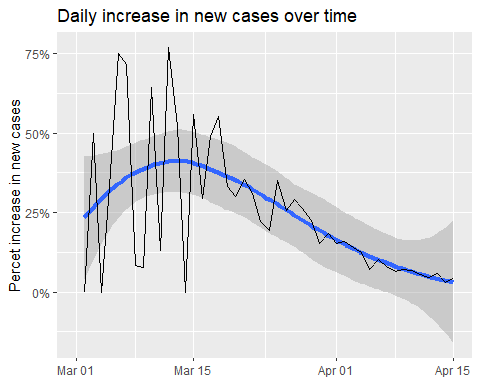 Daily increase in new cases over time
Percet increase in new cases
75%
50%
25%
0%
Mar 01
Mar 15
Apr 01
Apr 15